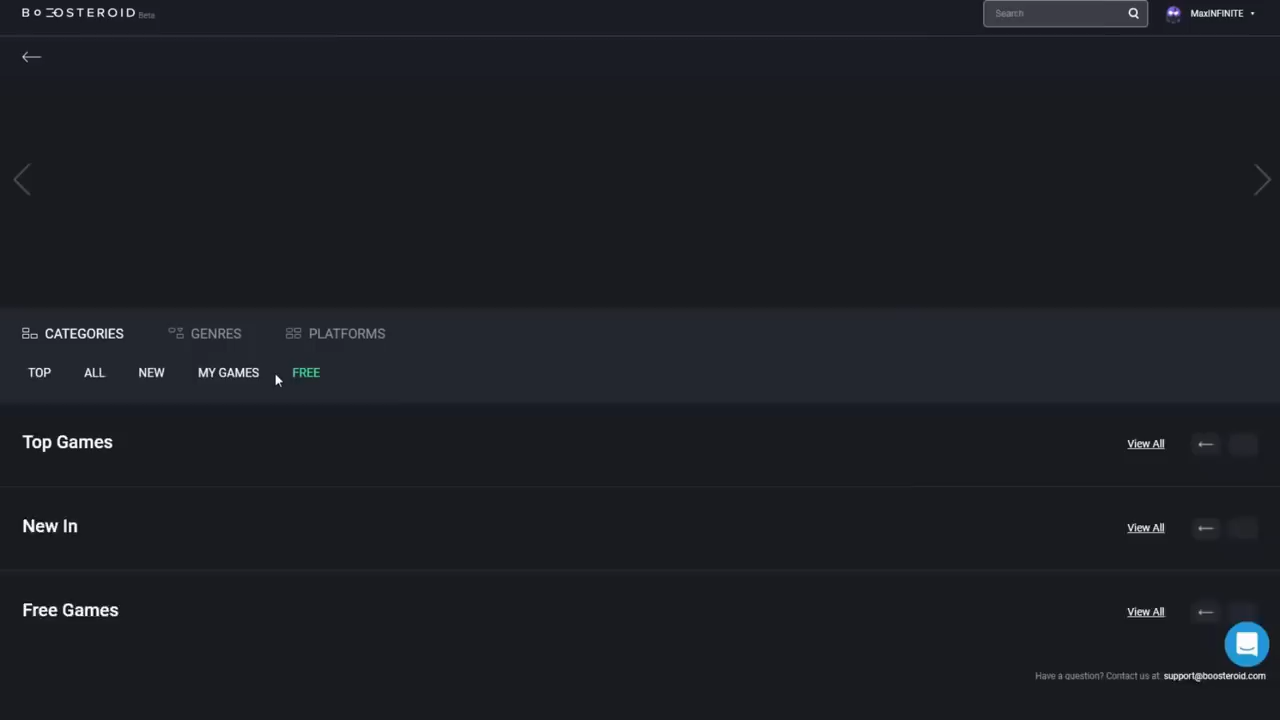 BOOSTEROID Beta
Search
MaxINFINITE
CATEGORIES GENRES PLATFORMS
TOP ALL NEW MY GAMES FREE
Top Games View All
New In View All
Free Games View All
Have a question? Contact us at. support@boosteroid.com